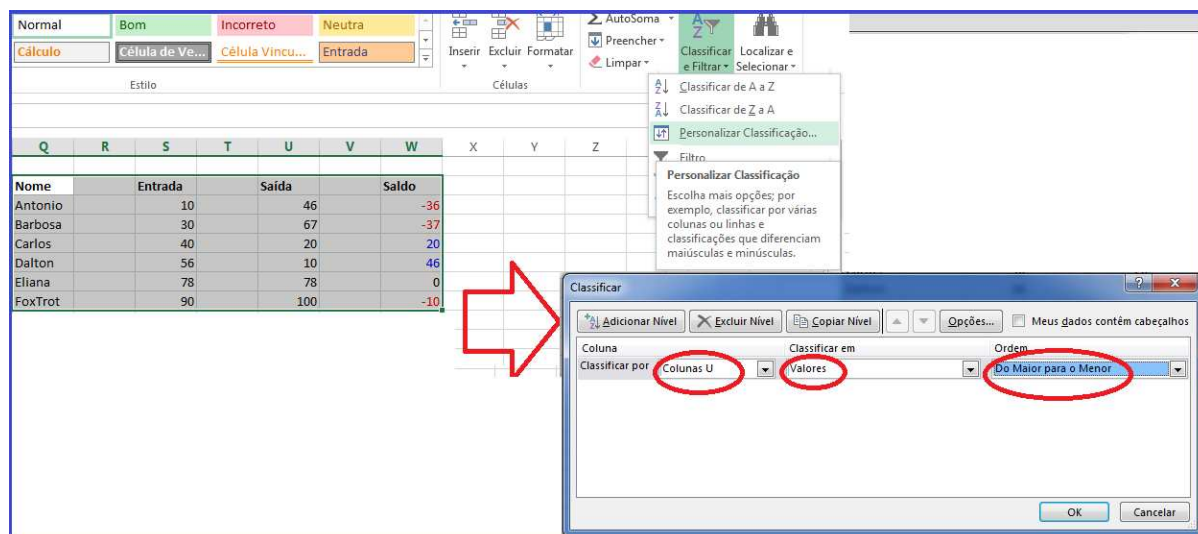 Normal Bom Incorreto Neutra
Cálculo Célula de Ve... Célula Vincu... Entrada
Estilo
Inserir Excluir Formatar
Células
AutoSoma
Preencher
Limpar
Classificar e Filtrar
Localizar e Selecionar
Classificar de A a Z
Classificar de Z a A
Personalizar Classificação...
Filtro
Personalizar Classificação
Escolha mais opções; por
exemplo, classificar por várias
colunas ou linhas e
classificações que diferenciam
maiúsculas e minúsculas.
Q R S T U V W X Y Z
Nome Entrada Saída Saldo
Antonio 10 46 -36
Barbosa 30 67 -37
Carlos 40 20 20
Dalton 56 10 46
Eliana 78 78 0
FoxTrot 90 100 -10
Classificar
Adicionar Nível Excluir Nível Copiar Nível Opções... Meus dados contêm cabeçalhos
Coluna Classificar em Ordem
Classificar por Colunas U Valores Do Maior para o Menor
OK Cancelar